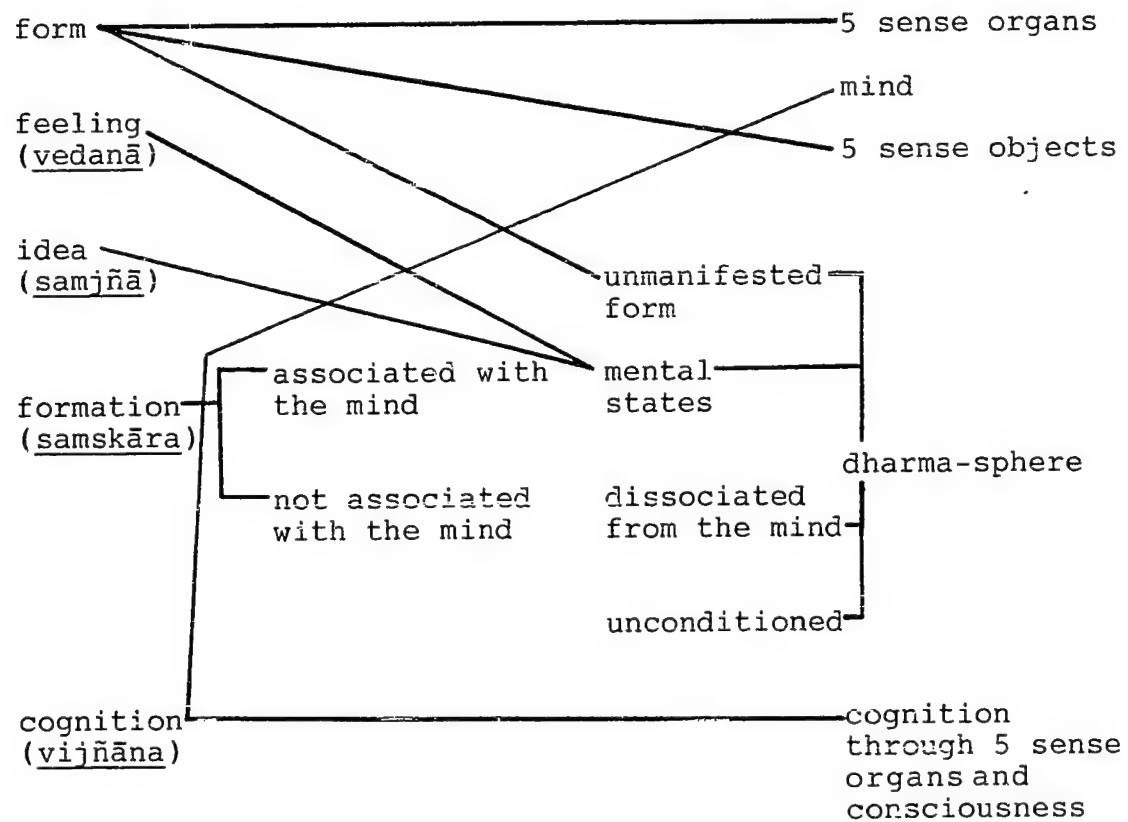 form
5 sense organs
mind
feeling
(vedanā)
5 sense objects
idea
(samjñā)
unmanifested
form
associated with
the mind
mental
states
formation
(samskāra)
dharma-sphere
not associated
with the mind
dissociated
from the mind
unconditioned
cognition
(vijñāna)
cognition
through 5 sense
organs and
consciousness